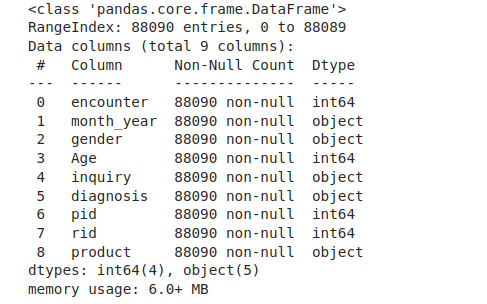 <class 'pandas.core.frame.DataFrame'>
RangeIndex: 88090 entries, 0 to 88089
Data columns (total 9 columns):
 #   Column      Non-Null Count  Dtype
---  ------      --------------  -----
 0   encounter   88090 non-null  int64
 1   month_year  88090 non-null  object
 2   gender      88090 non-null  object
 3   Age         88090 non-null  int64
 4   inquiry     88090 non-null  object
 5   diagnosis   88090 non-null  object
 6   pid         88090 non-null  int64
 7   rid         88090 non-null  int64
 8   product     88090 non-null  object
dtypes: int64(4), object(5)
memory usage: 6.0+ MB